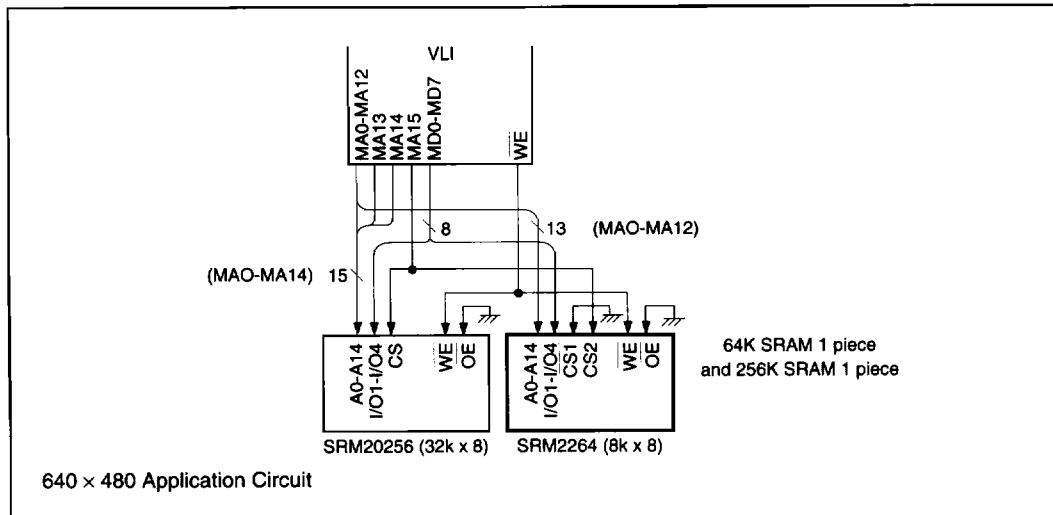 VLI
MA0-MA12
MA13
MA14
MA15
MD0-MD7
WE
8
13
(MAO-MA12)
(MAO-MA14)
15
A0-A14
I/O1-I/O4
CS
WE
OE
A0-A14
I/O1-I/O4
CS1
CS2
WE
OE
64K SRAM 1 piece
and 256K SRAM 1 piece
SRM20256 (32k x 8)
SRM2264 (8k x 8)
640 × 480 Application Circuit